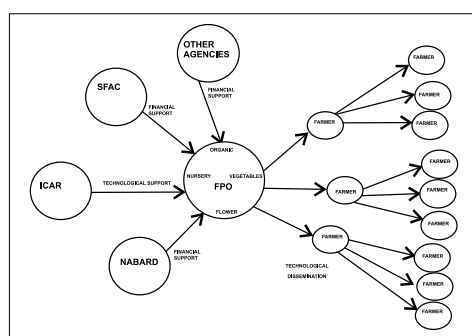 OTHER
AGENCIES
SFAC
FINANCIAL
SUPPORT
FINANCIAL
SUPPORT
ICAR
TECHNOLOGICAL SUPPORT
ORGANIC
NURSERY
VEGETABLES
FPO
FLOWER
NABARD
FINANCIAL
SUPPORT
FARMER
FARMER
FARMER
FARMER
FARMER
FARMER
FARMER
FARMER
FARMER
FARMER
FARMER
FARMER
TECHNOLOGICAL
DISSEMINATION